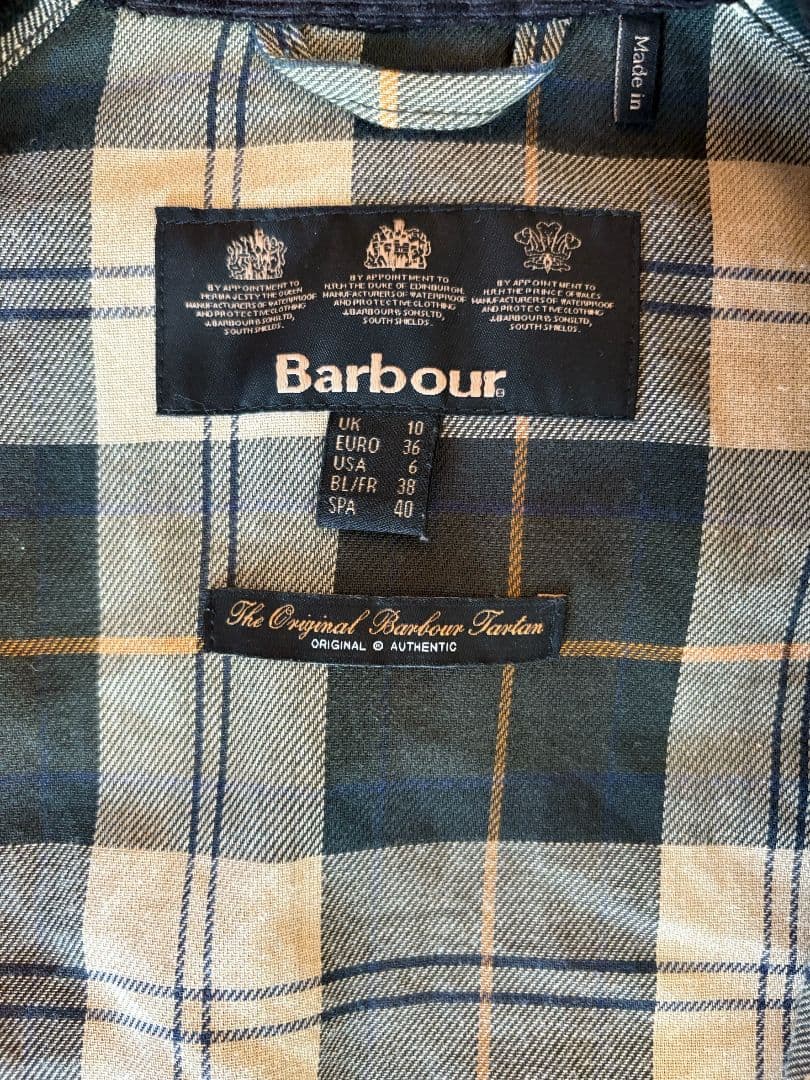 Made in
BY APPOINTMENT TO
HER MAJESTY THE QUEEN
MANUFACTURERS OF WATERPROOF
AND PROTECTIVE CLOTHING
J.BARBOUR & SONS LTD,
SOUTH SHIELDS.
BY APPOINTMENT TO
H.R.H THE DUKE OF EDINBURGH
MANUFACTURERS OF WATERPROOF
AND PROTECTIVE CLOTHING
J.BARBOUR & SONS LTD,
SOUTH SHIELDS.
BY APPOINTMENT TO
H.R.H THE PRINCE OF WALES
MANUFACTURERS OF WATERPROOF
AND PROTECTIVE CLOTHING
J.BARBOUR & SONS LTD,
SOUTH SHIELDS.
Barbour
UK 10
EURO 36
USA 6
BL/FR 38
SPA 40
The Original Barbour Tartan
ORIGINAL © AUTHENTIC